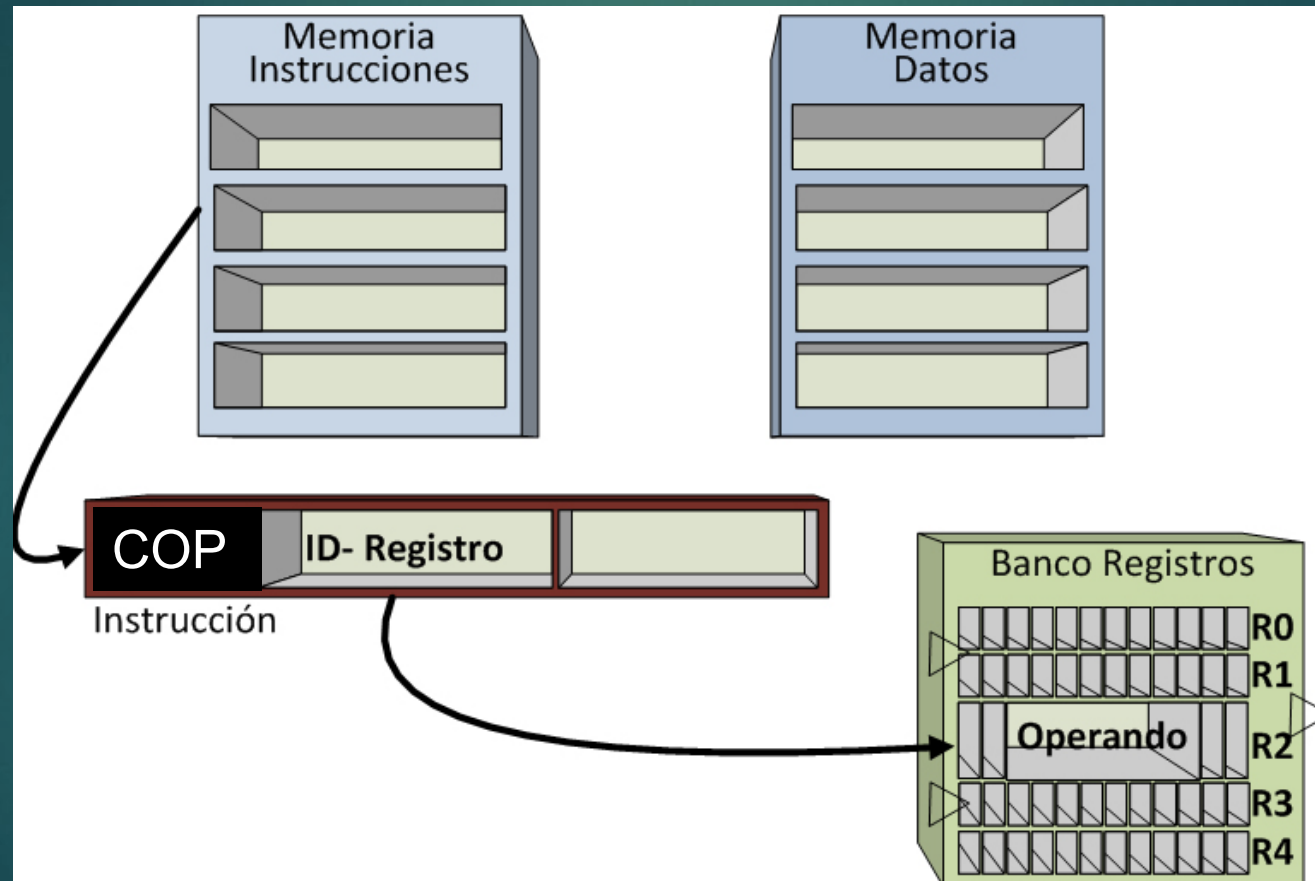 Memoria
Instrucciones
Memoria
Datos
COP
ID- Registro
Instrucción
Banco Registros
R0
R1
Operando
R2
R3
R4